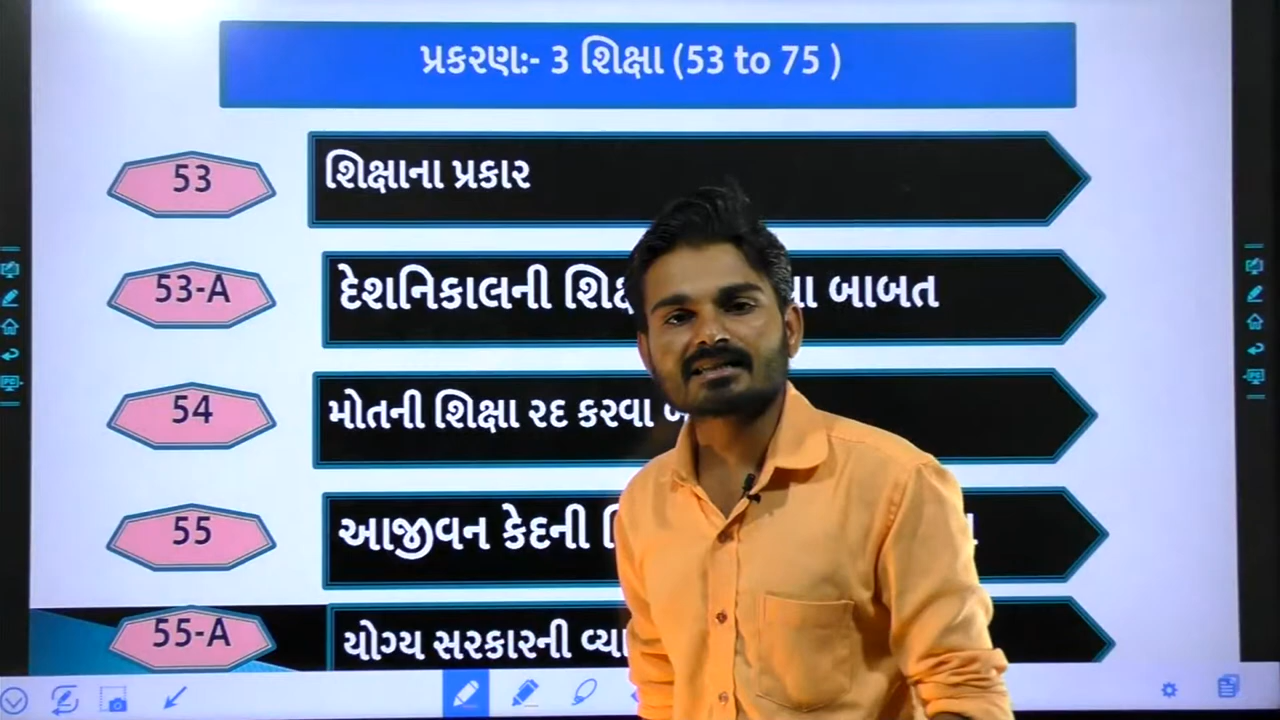 પ્રકરણ:- 3 શિક્ષા (53 to 75 )
53 શિક્ષાના પ્રકાર
53-A દેશનિકાલની બાબત
54 મોતની શિક્ષા રદ કરવા
55 આજીવન કેદની
55-A યોગ્ય સરકારની